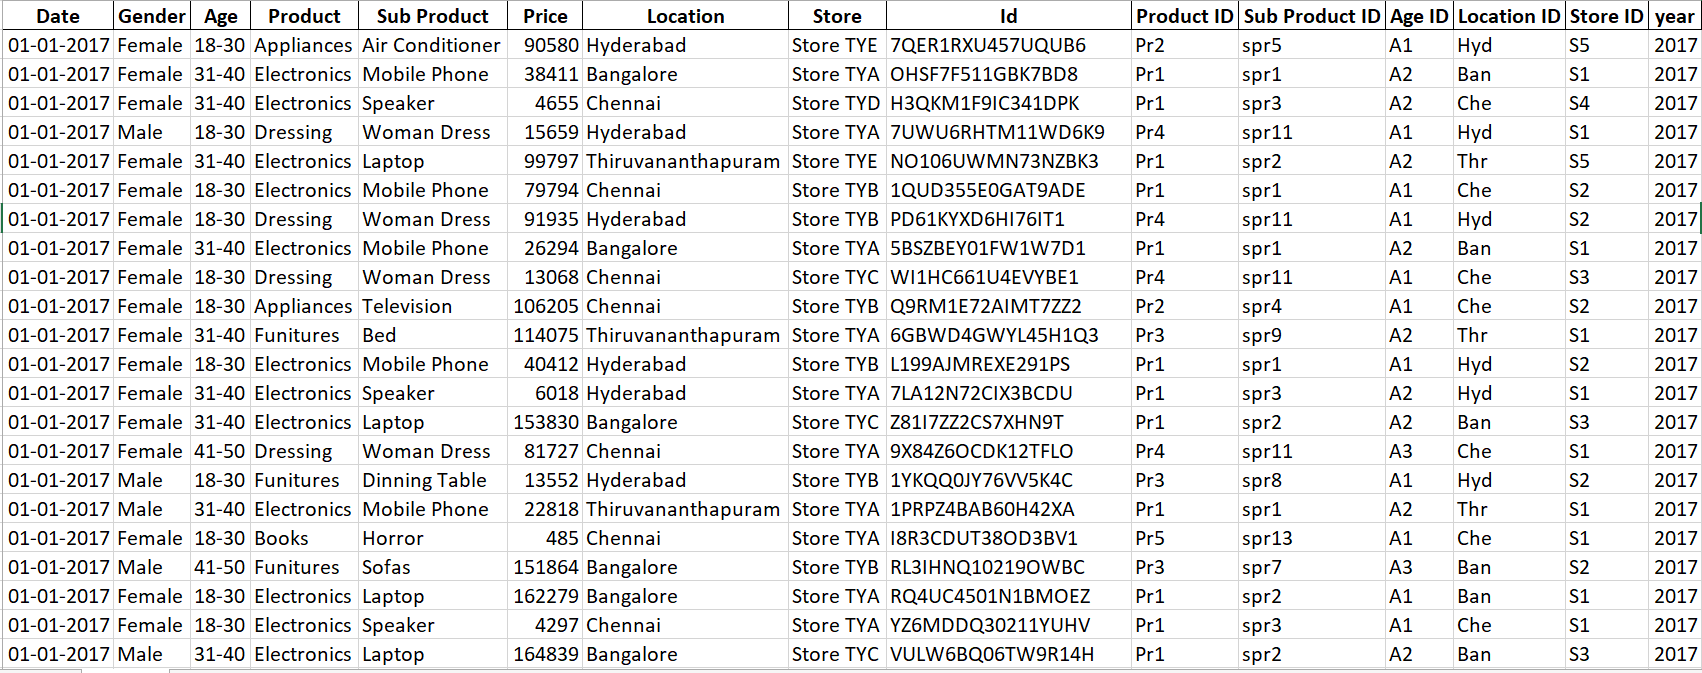 Date Gender Age Product Sub Product Price Location Store Id Product ID Sub Product ID Age ID Location ID Store ID year
01-01-2017 Female 18-30 Appliances Air Conditioner 90580 Hyderabad Store TYE 7QER1RXU457UQUB6 Pr2 spr5 A1 Hyd S5 2017
01-01-2017 Female 31-40 Electronics Mobile Phone 38411 Bangalore Store TYA OHSF7F511GBK7BD8 Pr1 spr1 A2 Ban S1 2017
01-01-2017 Female 31-40 Electronics Speaker 4655 Chennai Store TYD H3QKM1F9IC341DPK Pr1 spr3 A2 Che S4 2017
01-01-2017 Male 18-30 Dressing Woman Dress 15659 Hyderabad Store TYA 7UWU6RHTM11WD6K9 Pr4 spr11 A1 Hyd S1 2017
01-01-2017 Female 31-40 Electronics Laptop 99797 Thiruvananthapuram Store TYE NO106UWMN73NZBK3 Pr1 spr2 A2 Thr S5 2017
01-01-2017 Female 18-30 Electronics Mobile Phone 79794 Chennai Store TYB 1QUD355E0GAT9ADE Pr1 spr1 A1 Che S2 2017
01-01-2017 Female 18-30 Dressing Woman Dress 91935 Hyderabad Store TYB PD61KYXD6HI76IT1 Pr4 spr11 A1 Hyd S2 2017
01-01-2017 Female 31-40 Electronics Mobile Phone 26294 Bangalore Store TYA 5BSZBEY01FW1W7D1 Pr1 spr1 A2 Ban S1 2017
01-01-2017 Female 18-30 Dressing Woman Dress 13068 Chennai Store TYC WI1HC661U4EVYBE1 Pr4 spr11 A1 Che S3 2017
01-01-2017 Female 18-30 Appliances Television 106205 Chennai Store TYB Q9RM1E72AIMT7ZZ2 Pr2 spr4 A1 Che S2 2017
01-01-2017 Female 31-40 Funitures Bed 114075 Thiruvananthapuram Store TYA 6GBWD4GWYL45H1Q3 Pr3 spr9 A2 Thr S1 2017
01-01-2017 Female 18-30 Electronics Mobile Phone 40412 Hyderabad Store TYB L199AJMREXE291PS Pr1 spr1 A1 Hyd S2 2017
01-01-2017 Female 31-40 Electronics Speaker 6018 Hyderabad Store TYA 7LA12N72CIX3BCDU Pr1 spr3 A2 Hyd S1 2017
01-01-2017 Female 31-40 Electronics Laptop 153830 Bangalore Store TYC Z81I7ZZ2CS7XHN9T Pr1 spr2 A2 Ban S3 2017
01-01-2017 Female 41-50 Dressing Woman Dress 81727 Chennai Store TYA 9X84Z6OCDK12TFLO Pr4 spr11 A3 Che S1 2017
01-01-2017 Male 18-30 Funitures Dinning Table 13552 Hyderabad Store TYB 1YKQQ0JY76VV5K4C Pr3 spr8 A1 Hyd S2 2017
01-01-2017 Male 31-40 Electronics Mobile Phone 22818 Thiruvananthapuram Store TYA 1PRPZ4BAB60H42XA Pr1 spr1 A2 Thr S1 2017
01-01-2017 Female 18-30 Books Horror 485 Chennai Store TYA I8R3CDUT38OD3BV1 Pr5 spr13 A1 Che S1 2017
01-01-2017 Male 41-50 Funitures Sofas 151864 Bangalore Store TYB RL3IHNQ10219OWBC Pr3 spr7 A3 Ban S2 2017
01-01-2017 Female 18-30 Electronics Laptop 162279 Bangalore Store TYA RQ4UC4501N1BMOEZ Pr1 spr2 A1 Ban S1 2017
01-01-2017 Female 18-30 Electronics Speaker 4297 Chennai Store TYA YZ6MDDQ30211YUHV Pr1 spr3 A1 Che S1 2017
01-01-2017 Male 31-40 Electronics Laptop 164839 Bangalore Store TYC VULW6BQ06TW9R14H Pr1 spr2 A2 Ban S3 2017